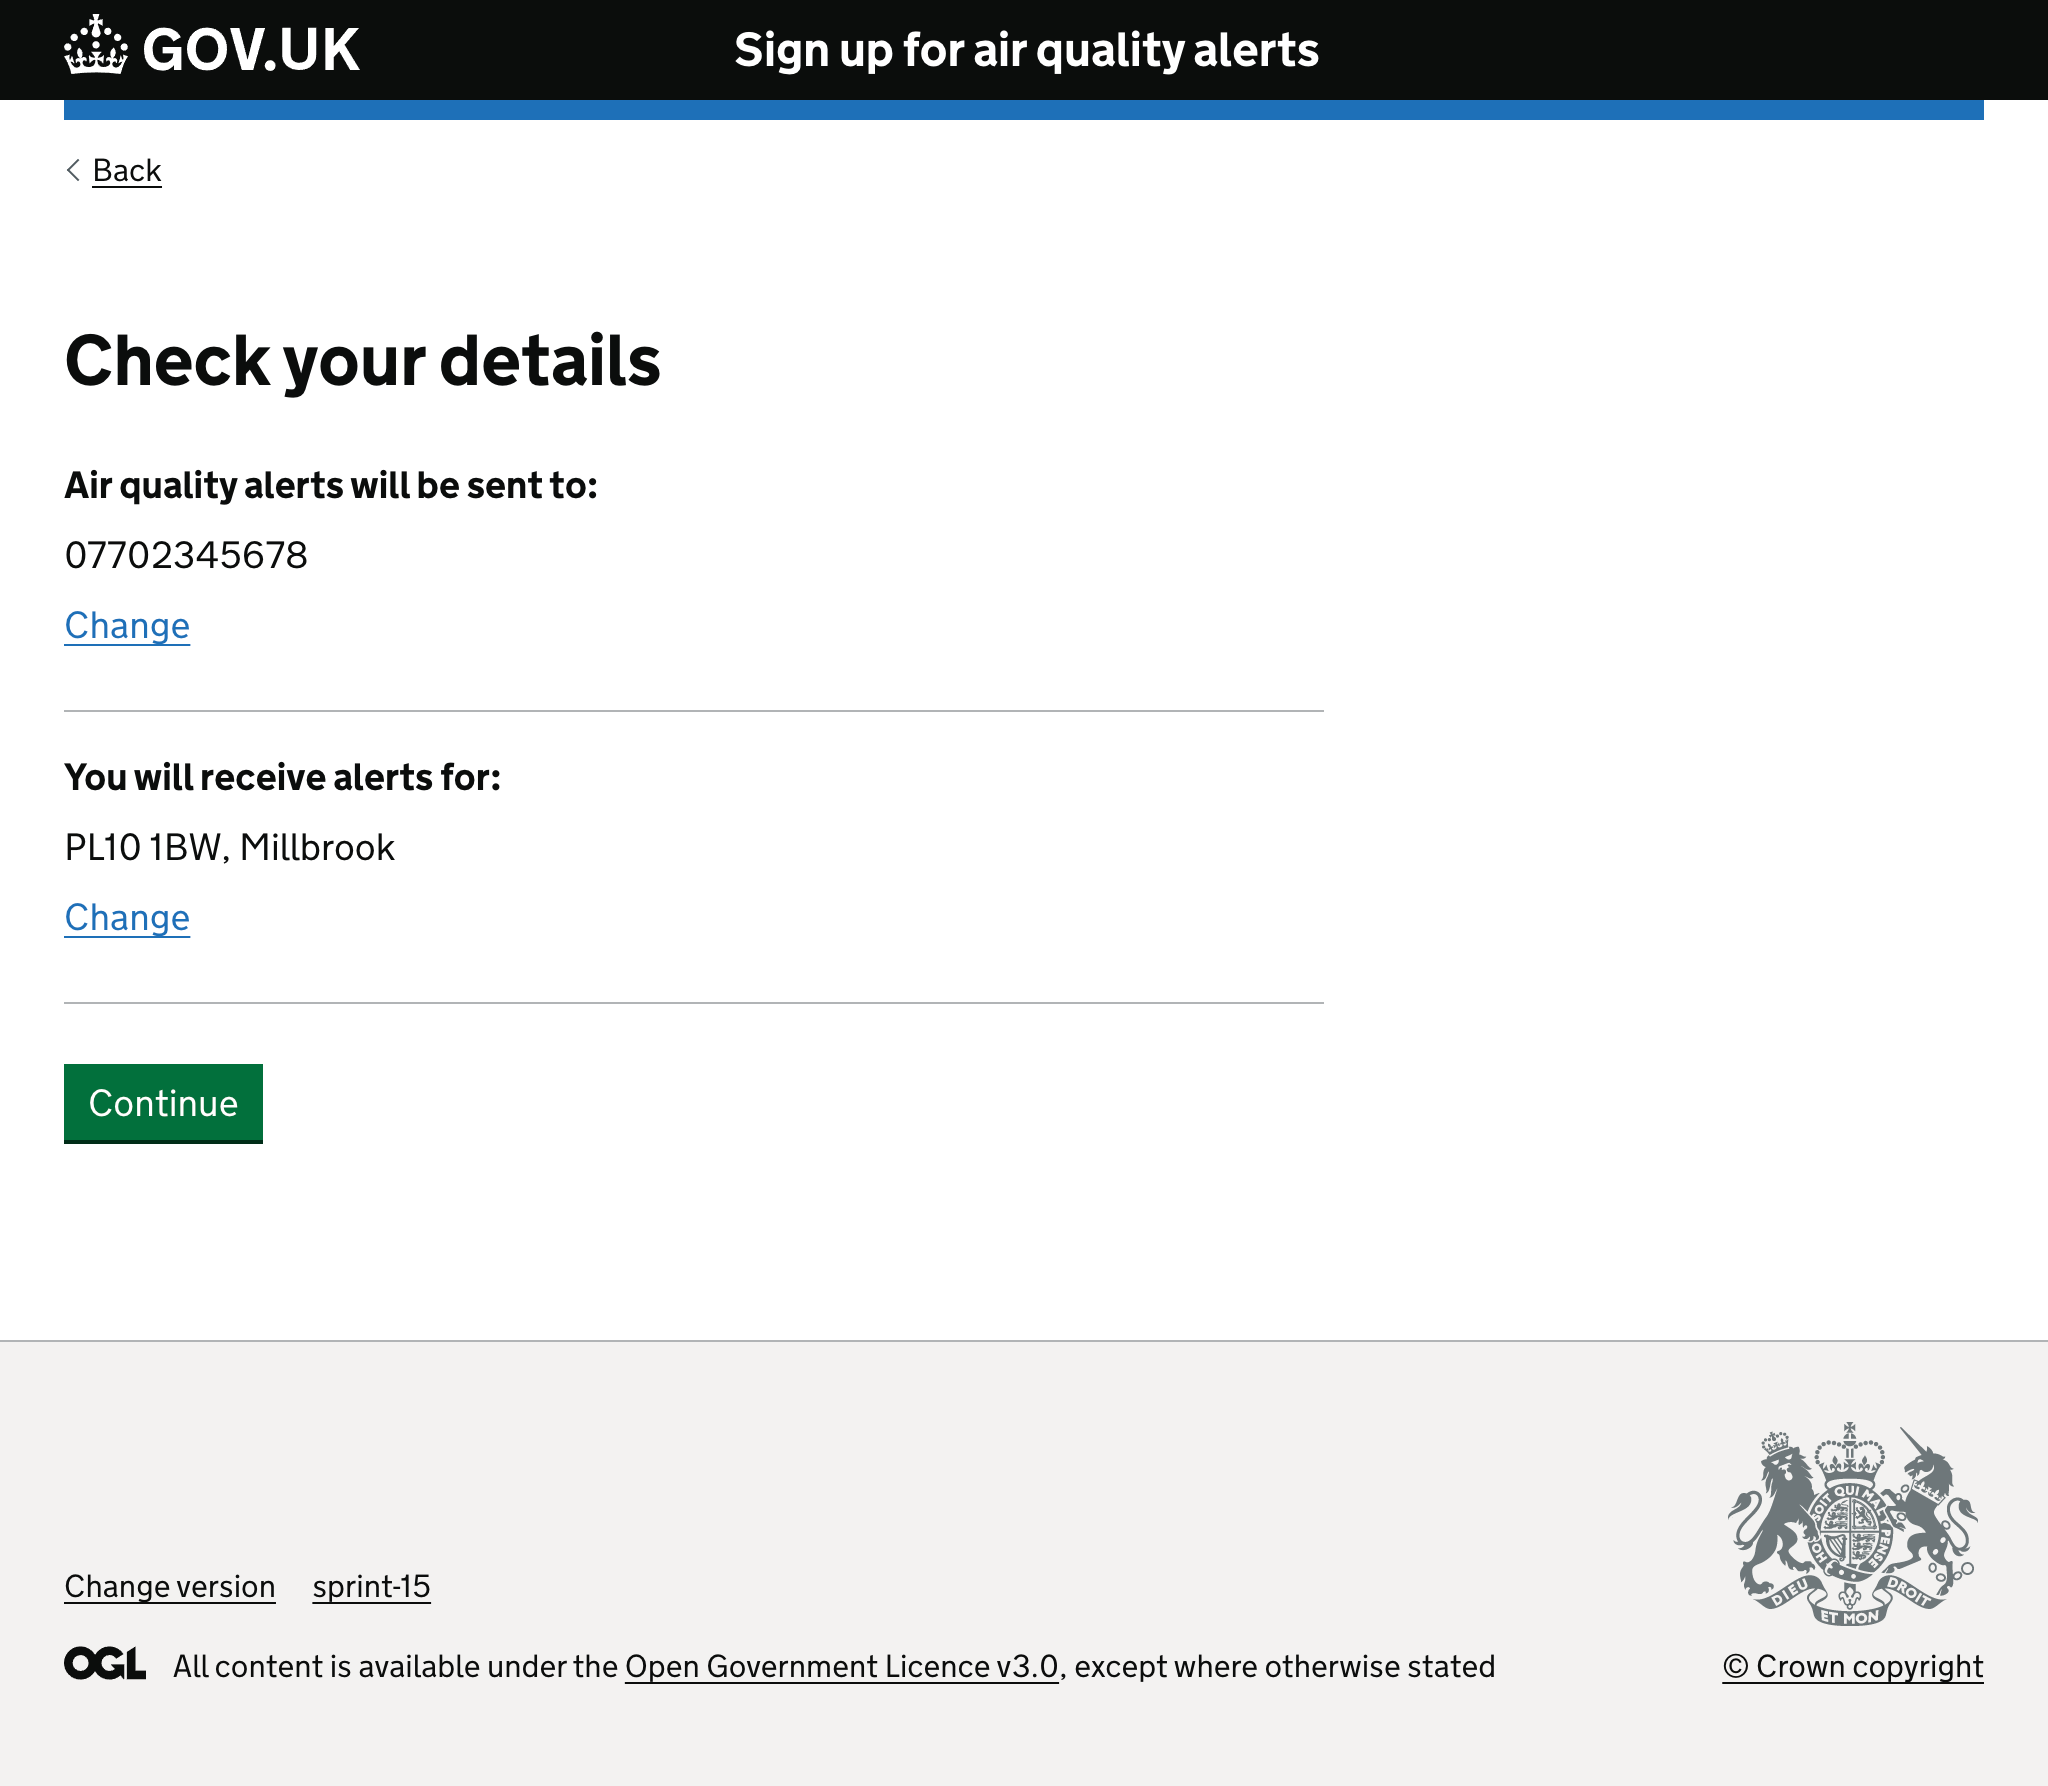 GOV.UK
Sign up for air quality alerts
Back
Check your details
Air quality alerts will be sent to:
07702345678
Change
You will receive alerts for:
PL10 1BW, Millbrook
Change
Continue
SOIT QUI MAL Y PENSE
HONI
DIEU ET MON DROIT
Change version sprint-15
OGL All content is available under the Open Government Licence v3.0, except where otherwise stated
© Crown copyright